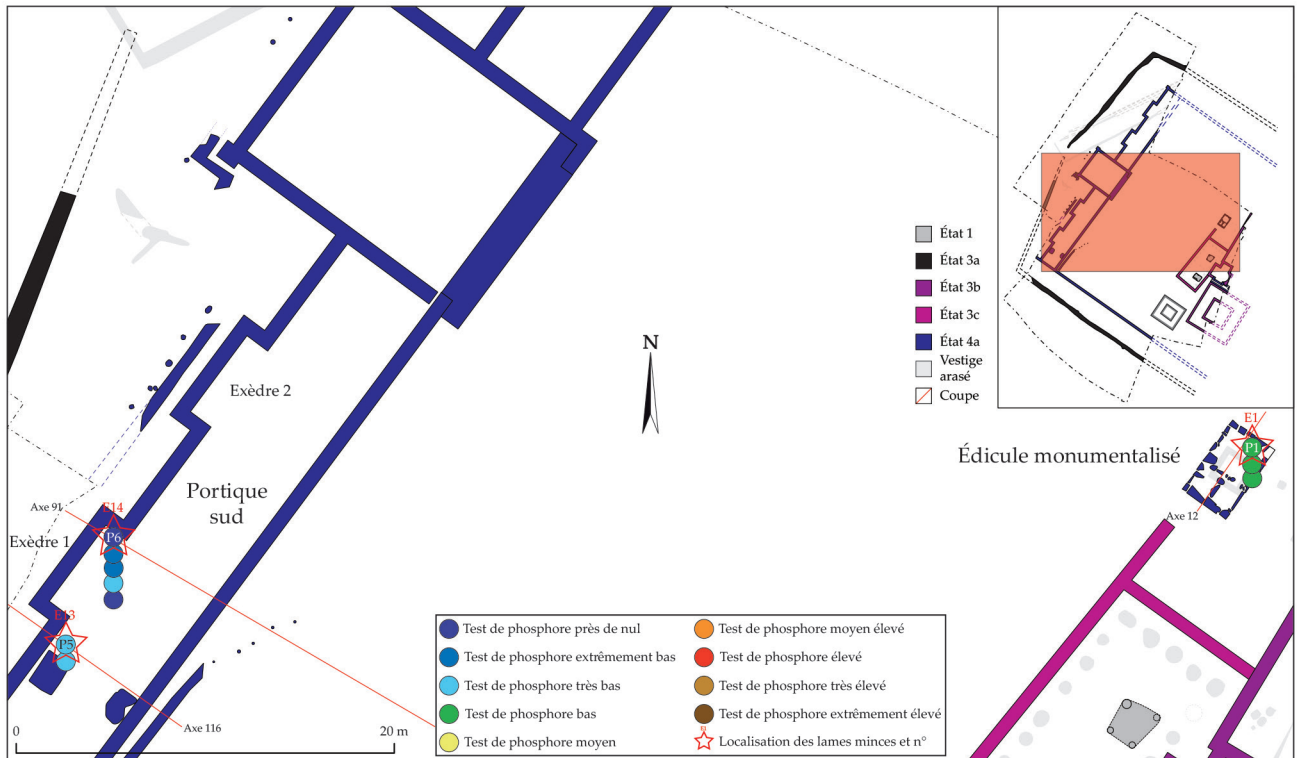 État 1
État 3a
État 3b
État 3c
État 4a
Vestige
arasé
Coupe
N
Exèdre 2
Portique
sud
Axe 91
E14
P6
Exèdre 1
E13
P5
Axe 116
0
20 m
Édicule monumentalisé
E1
P1
Axe 12
Test de phosphore près de nul
Test de phosphore extrêmement bas
Test de phosphore très bas
Test de phosphore bas
Test de phosphore moyen
Test de phosphore moyen élevé
Test de phosphore élevé
Test de phosphore très élevé
Test de phosphore extrêmement élevé
Localisation des lames minces et n°